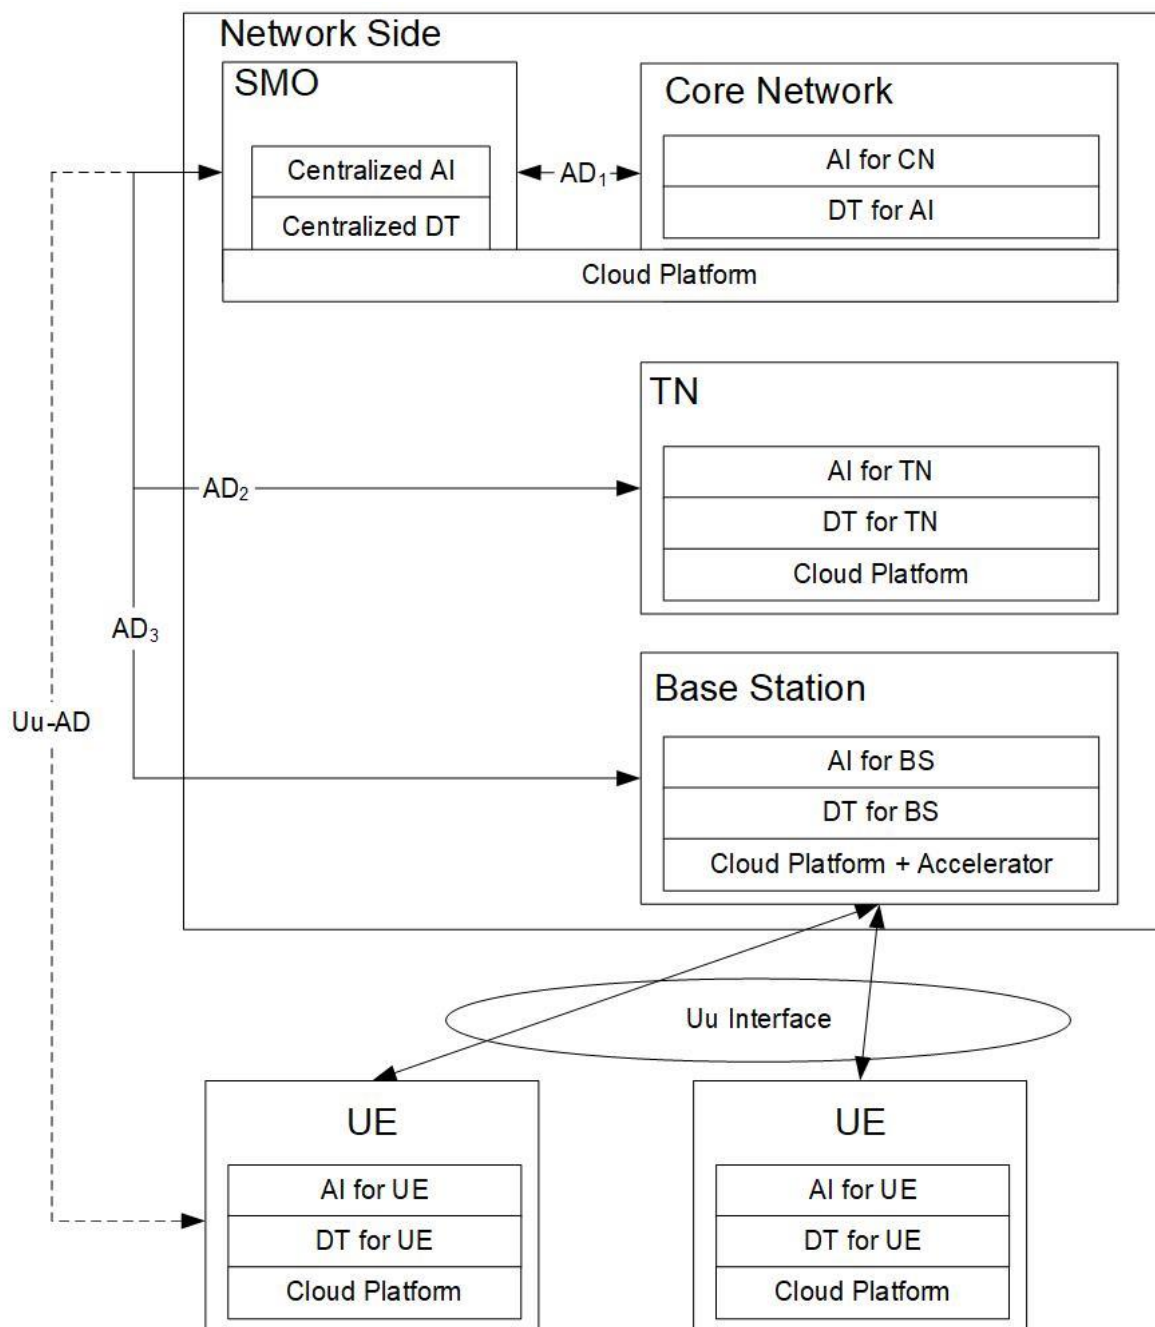 Network Side
SMO
Centralized AI
Centralized DT
AD₁
Core Network
AI for CN
DT for AI
Cloud Platform
TN
AI for TN
DT for TN
Cloud Platform
AD₂
AD₃
Uu-AD
Base Station
AI for BS
DT for BS
Cloud Platform + Accelerator
Uu Interface
UE
AI for UE
DT for UE
Cloud Platform
UE
AI for UE
DT for UE
Cloud Platform